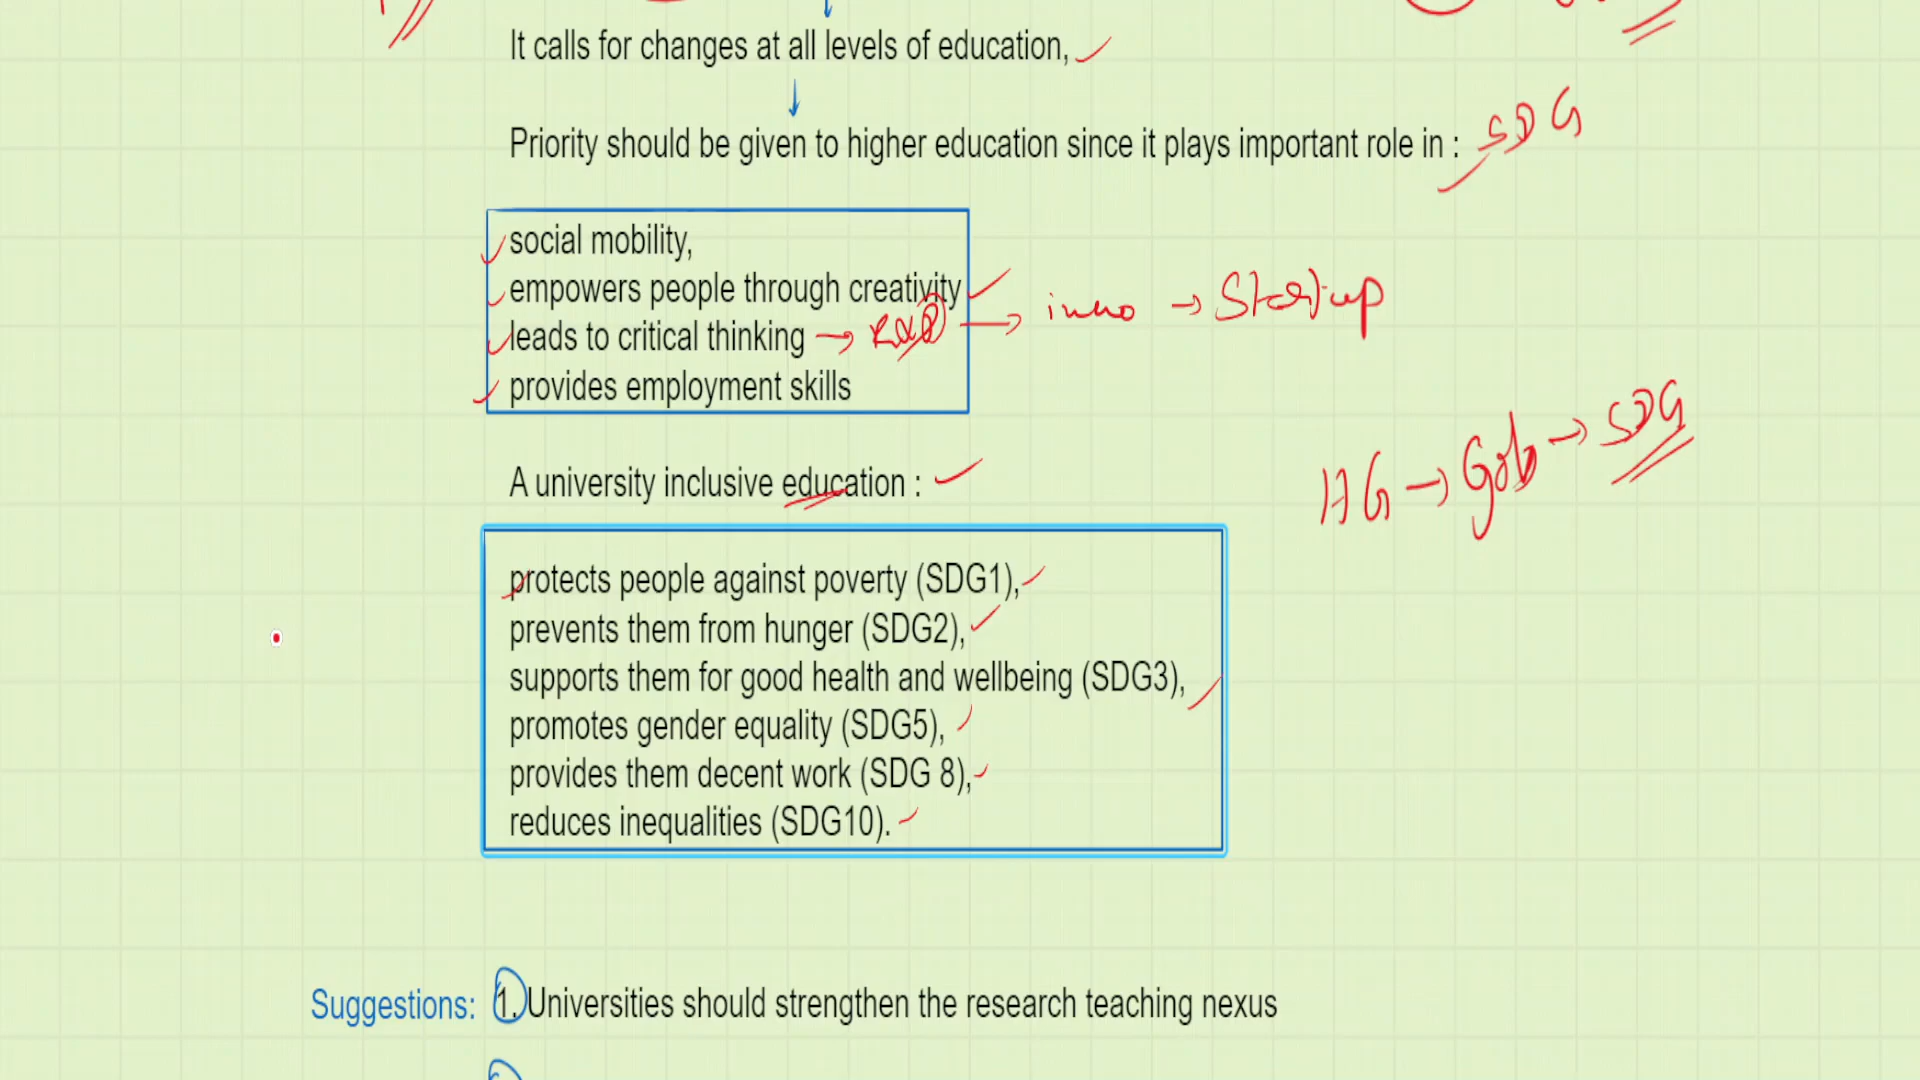 It calls for changes at all levels of education,
Priority should be given to higher education since it plays important role in : SDG
social mobility,
empowers people through creativity
leads to critical thinking → R&D → inno → Startup
provides employment skills
A university inclusive education :
→ → SDG
protects people against poverty (SDG1),
prevents them from hunger (SDG2),
supports them for good health and wellbeing (SDG3),
promotes gender equality (SDG5),
provides them decent work (SDG 8),
reduces inequalities (SDG10).
Suggestions: 1. Universities should strengthen the research teaching nexus